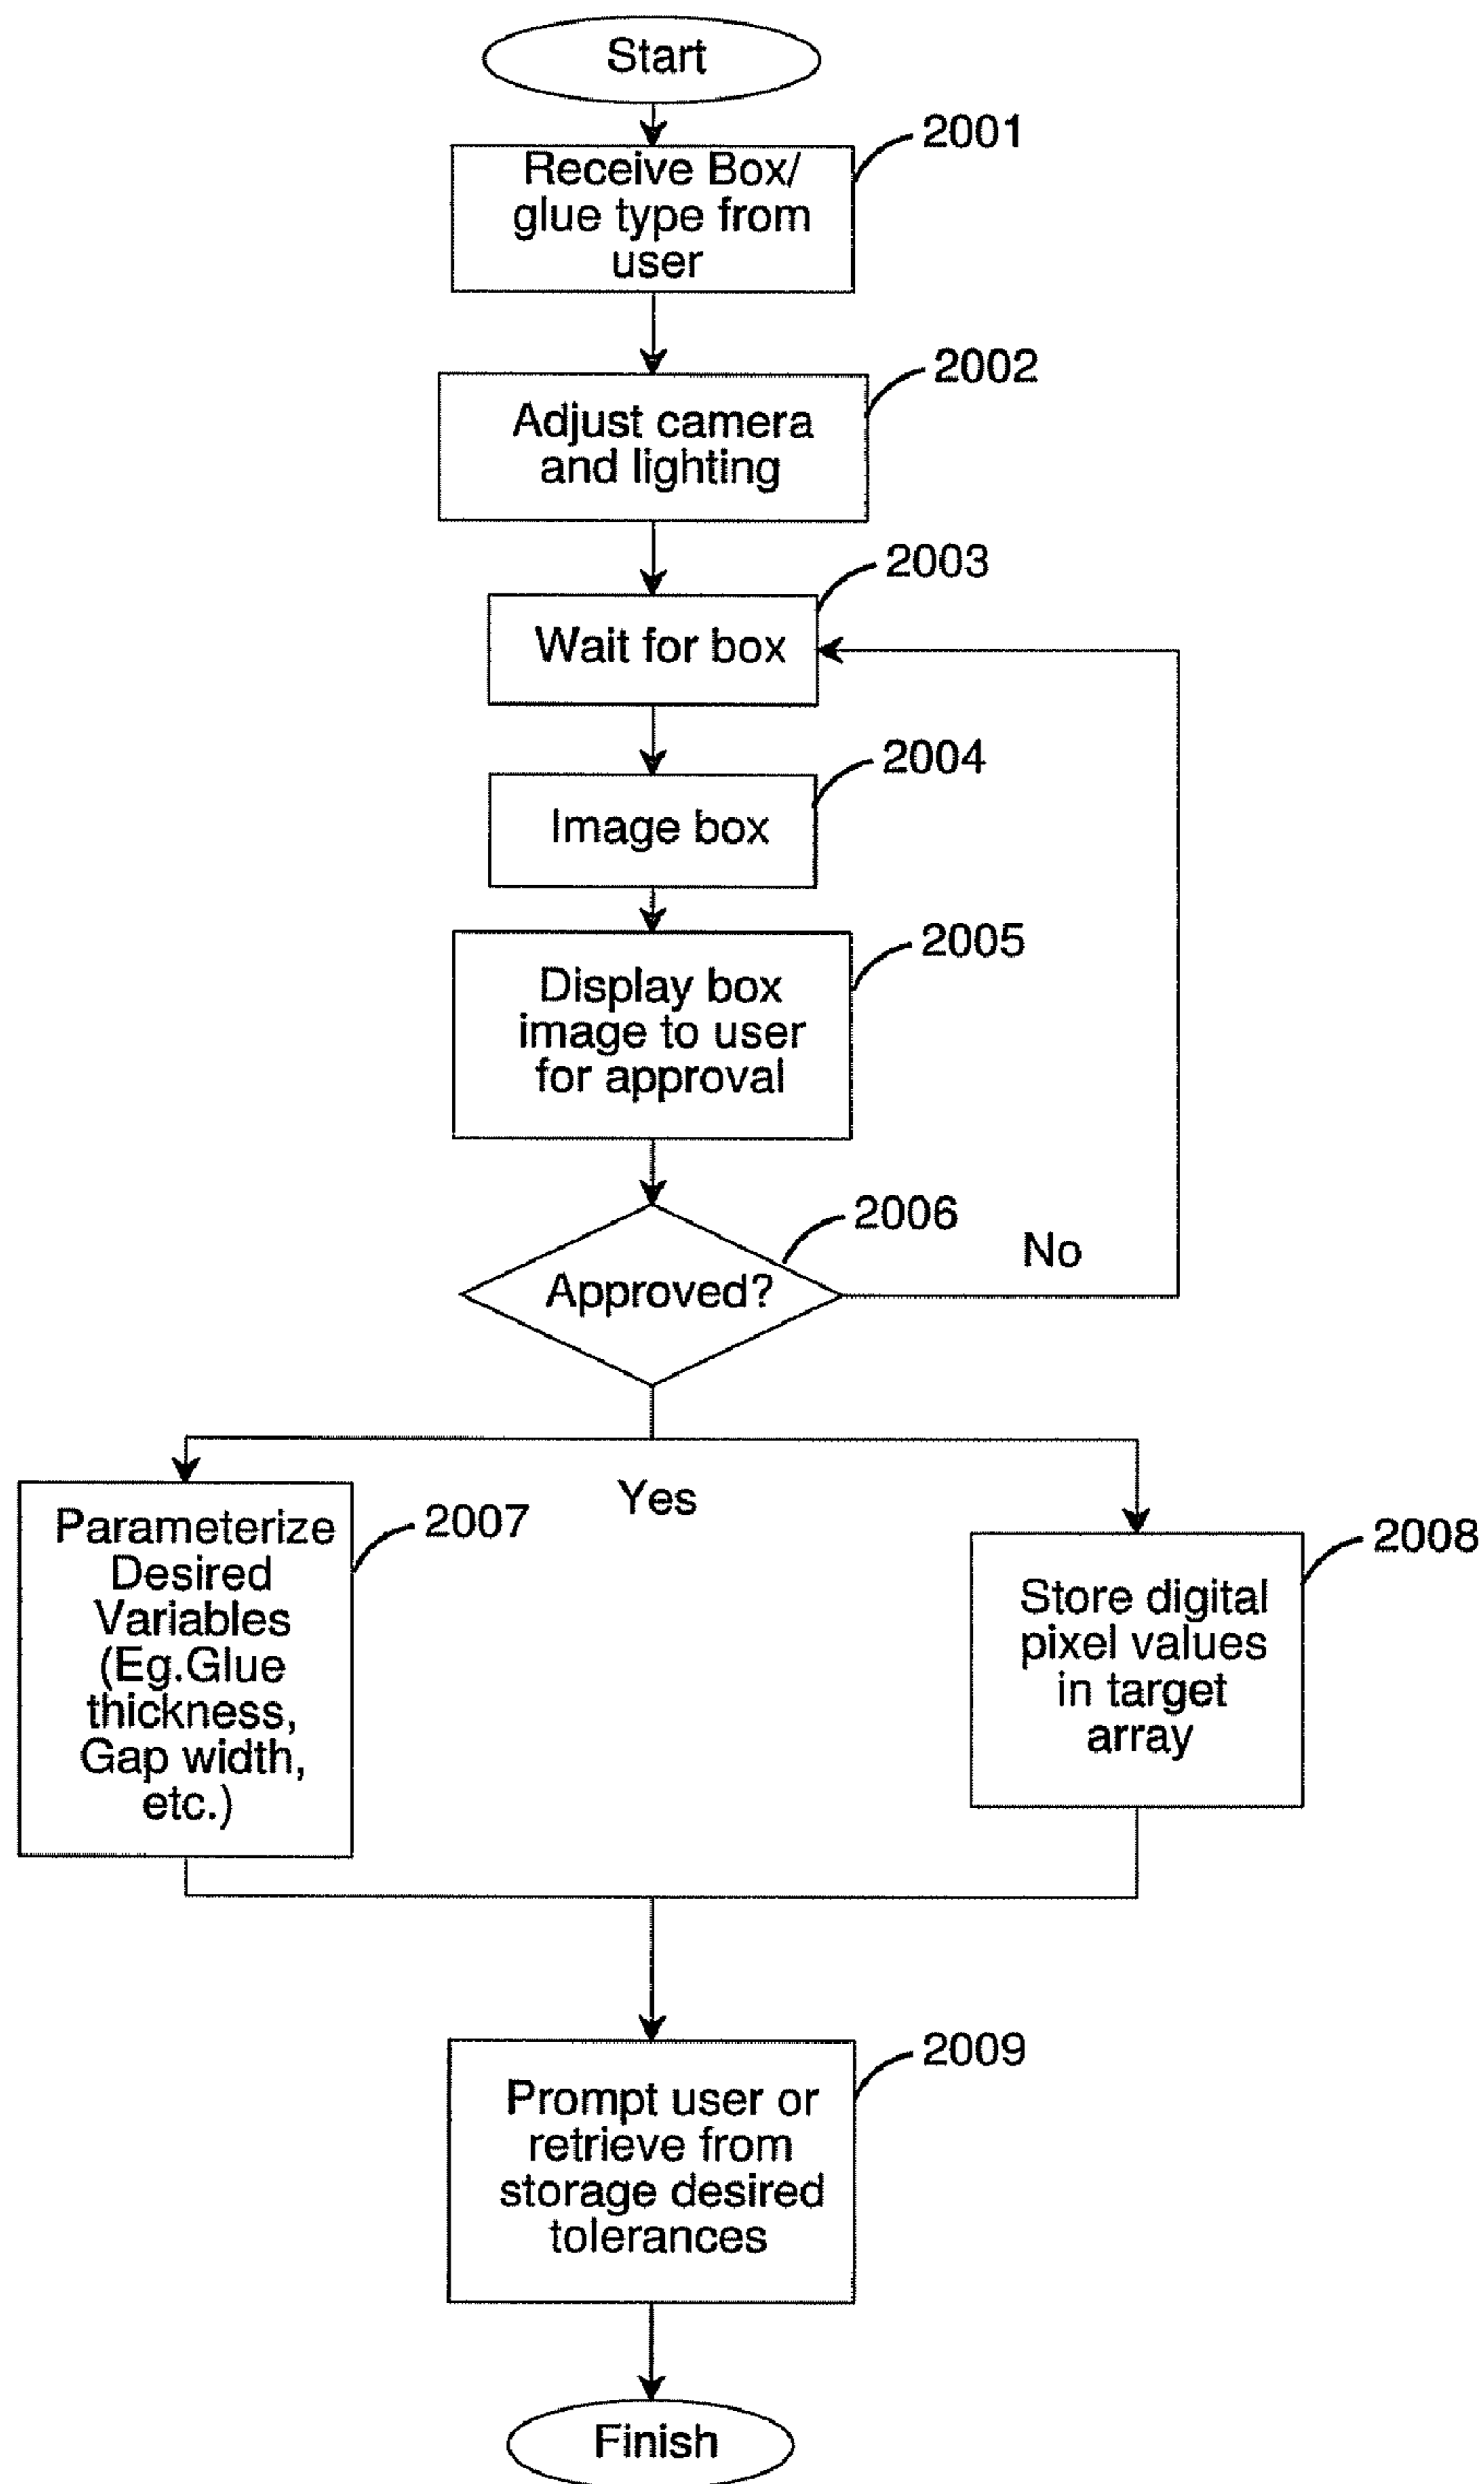 Start
2001
Receive Box/
glue type from
user
2002
Adjust camera
and lighting
2003
Wait for box
2004
Image box
2005
Display box
image to user
for approval
2006
Approved?
No
Yes
2007
Parameterize
Desired
Variables
(Eg.Glue
thickness,
Gap width,
etc.)
2008
Store digital
pixel values
in target
array
2009
Prompt user or
retrieve from
storage desired
tolerances
Finish